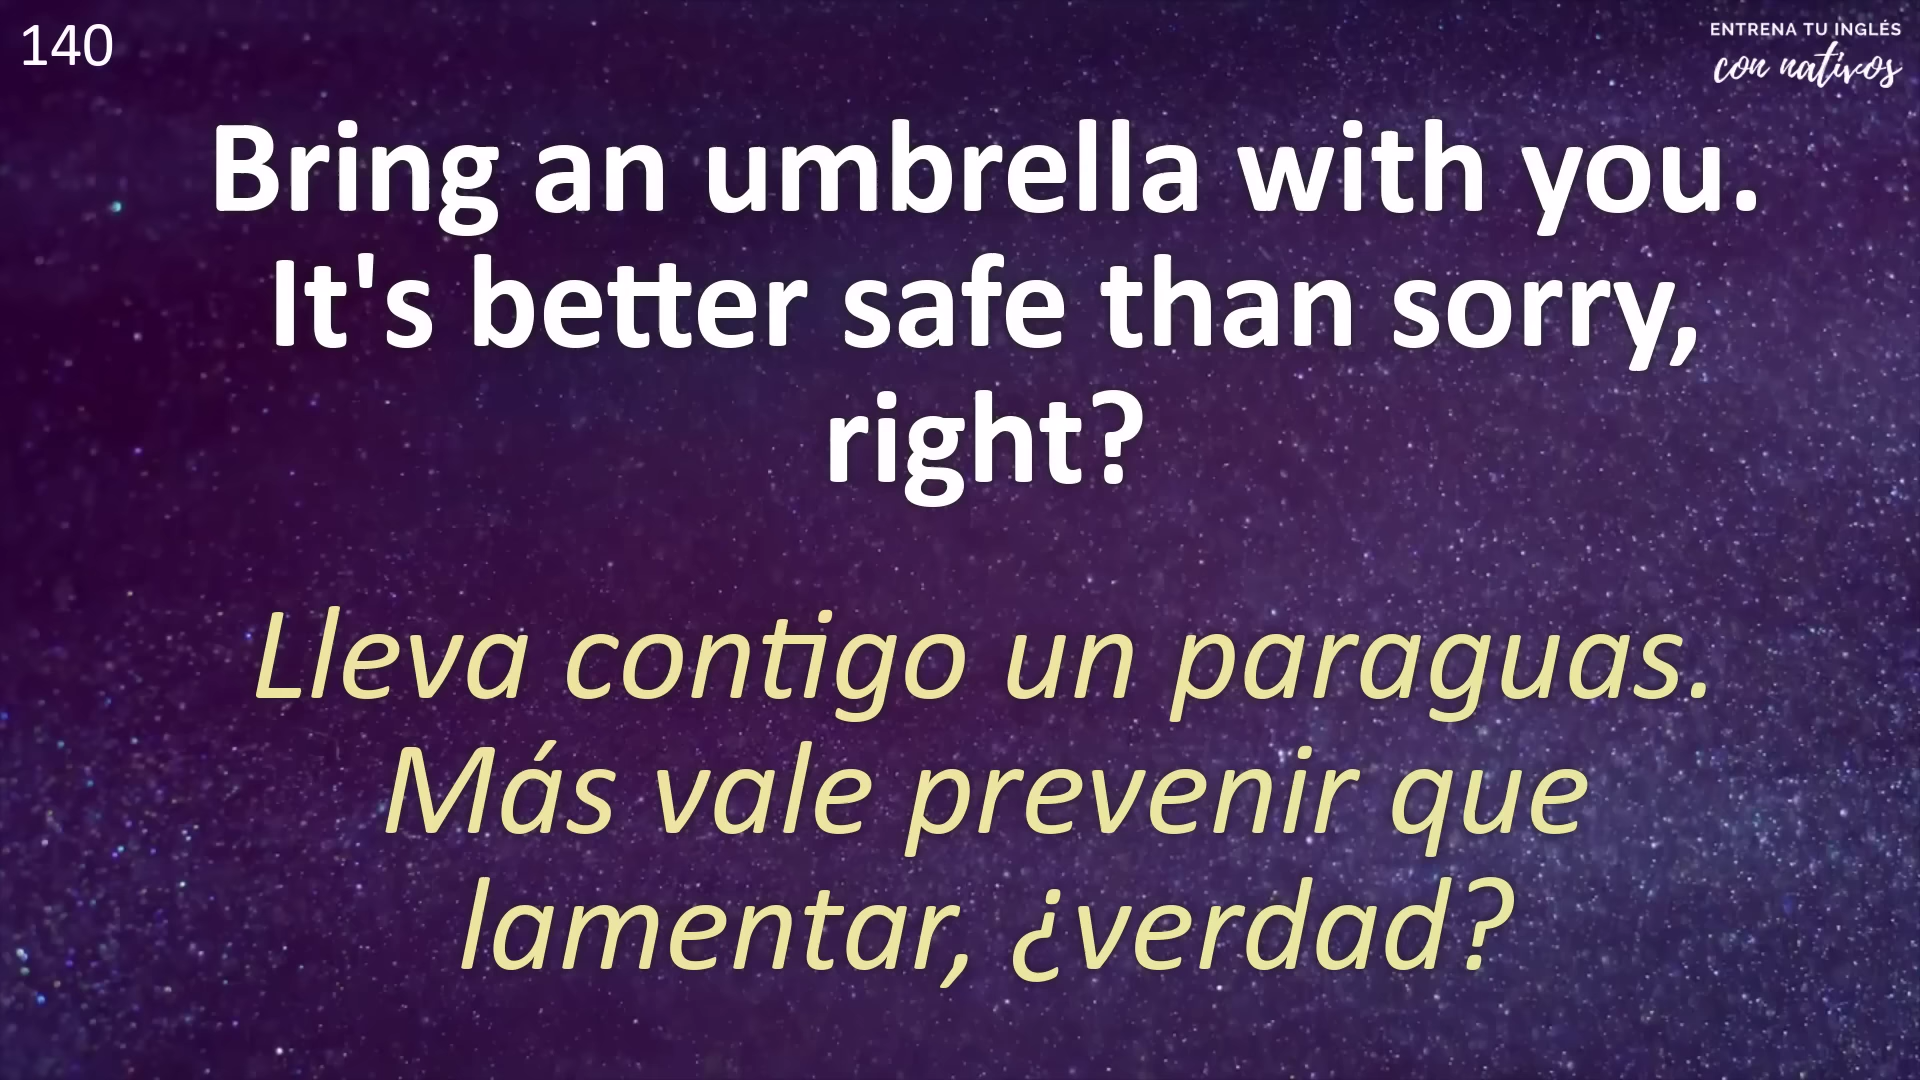 140
ENTRENA TU INGLÉS
con nativos
Bring an umbrella with you.
It's better safe than sorry,
right?
Lleva contigo un paraguas.
Más vale prevenir que
lamentar, ¿verdad?